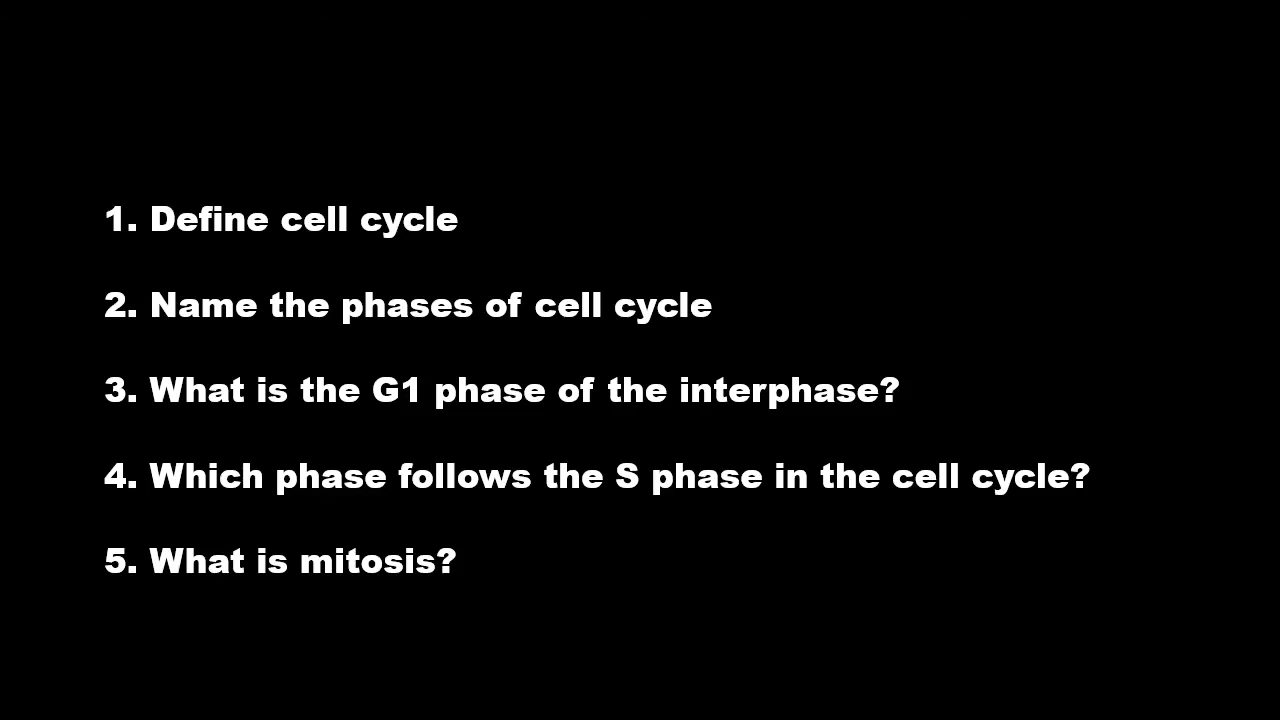 1. Define cell cycle
2. Name the phases of cell cycle
3. What is the G1 phase of the interphase?
4. Which phase follows the S phase in the cell cycle?
5. What is mitosis?